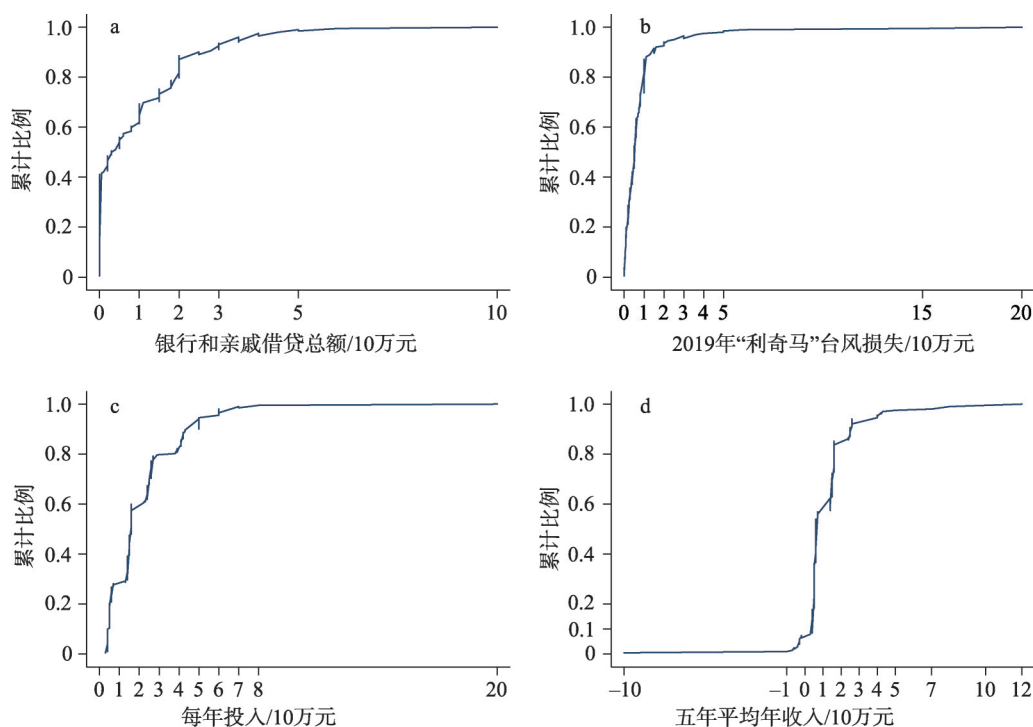 a
累计比例
1.0
0.8
0.6
0.4
0.2
0
0 1 2 3 5 10
银行和亲戚借贷总额/10万元
b
累计比例
1.0
0.8
0.6
0.4
0.2
0
0 1 2 3 4 5 15 20
2019年“利奇马”台风损失/10万元
c
累计比例
1.0
0.8
0.6
0.4
0.2
0
0 1 2 3 4 5 6 7 8 20
每年投入/10万元
d
累计比例
1.0
0.8
0.6
0.4
0.2
0.1
0
–10 –1 0 1 2 3 4 5 7 10 12
五年平均年收入/10万元